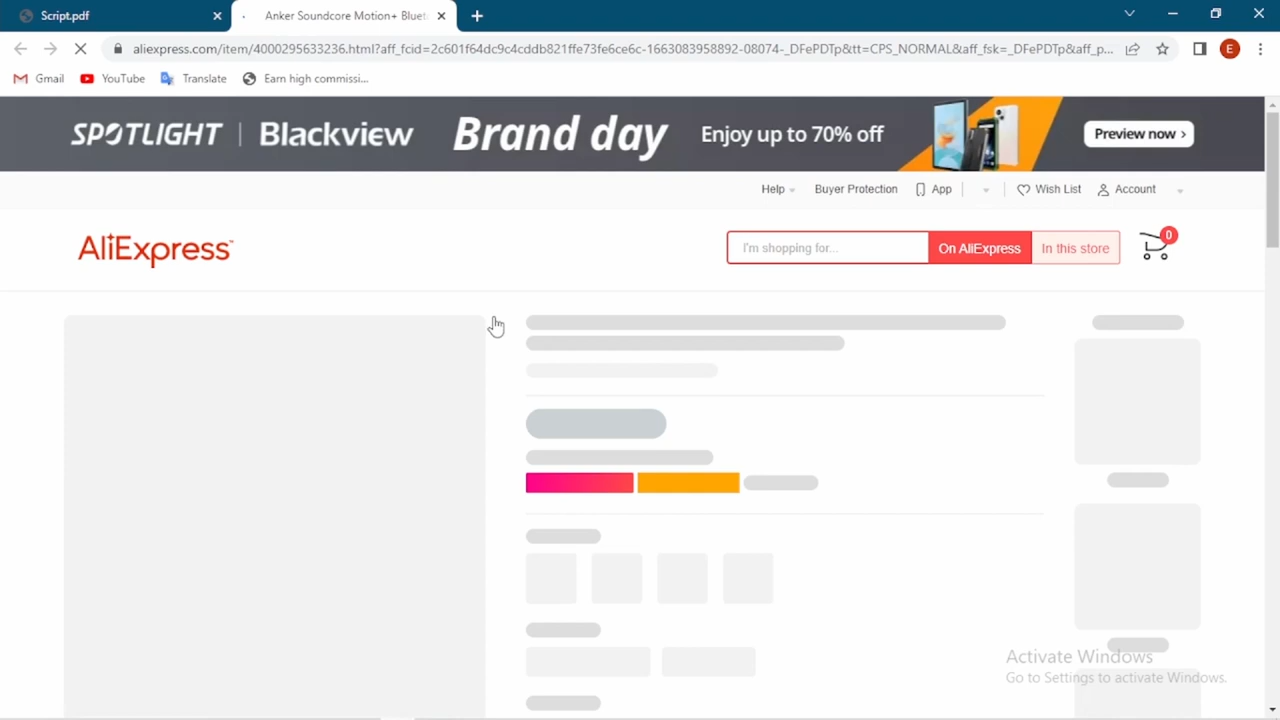 Script.pdf
Anker Soundcore Motion+ Bluet
aliexpress.com/item/4000295633236.html?aff_fcid=2c601f64dc9c4cddb821ffe73fe6ce6c-1663083958892-08074-_DFePDTp&tt=CPS_NORMAL&aff_fsk=_DFePDTp&aff_p...
E
Gmail
YouTube
Translate
Earn high commissi...
SPOTLIGHT | Blackview
Brand day
Enjoy up to 70% off
Preview now ›
Help
Buyer Protection
App
Wish List
Account
AliExpress
I'm shopping for...
On AliExpress
In this store
0
Activate Windows
Go to Settings to activate Windows.